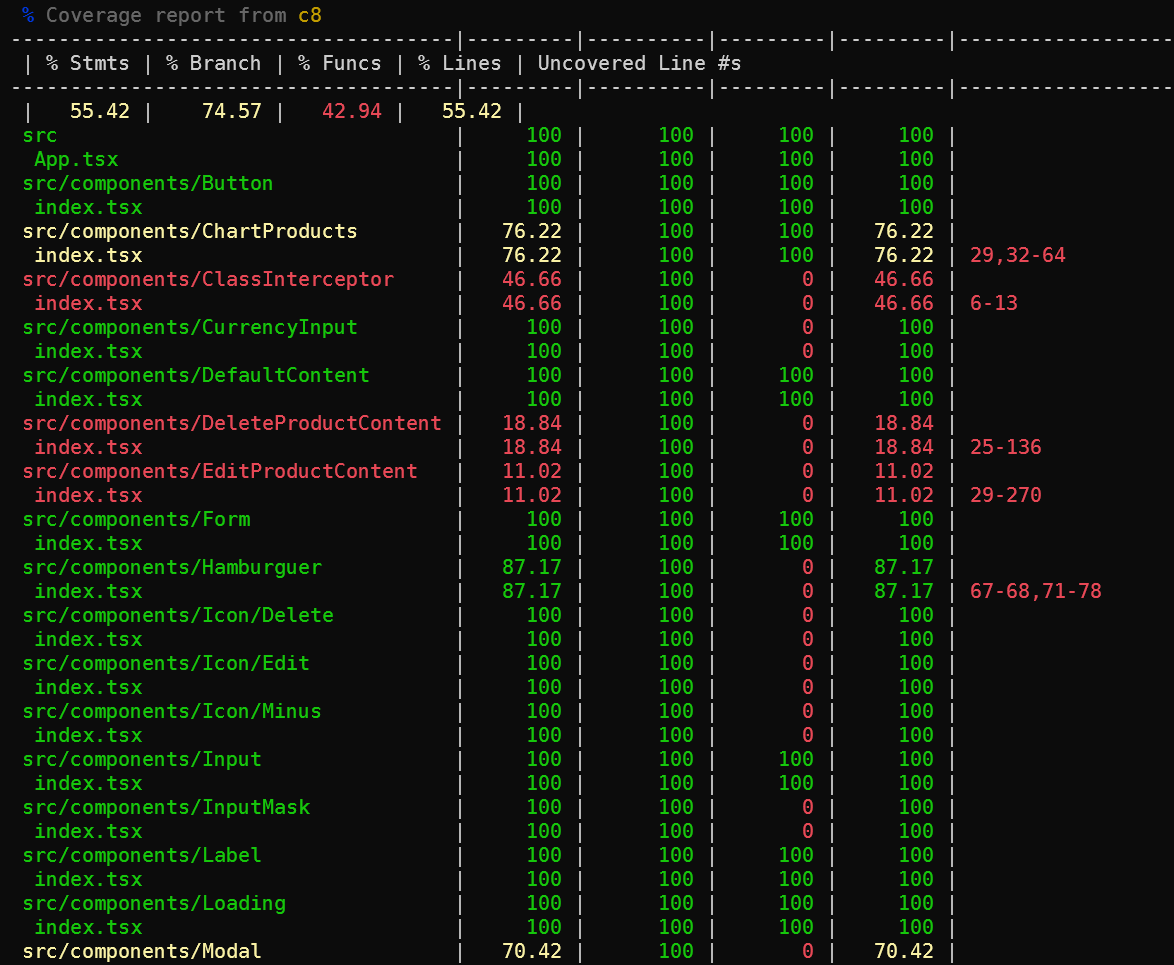 % Coverage report from c8
-------------------------------------|---------|----------|---------|---------|------------------
| % Stmts | % Branch | % Funcs | % Lines | Uncovered Line #s
-------------------------------------|---------|----------|---------|---------|------------------
| 55.42 | 74.57 | 42.94 | 55.42 |
src | 100 | 100 | 100 | 100 |
App.tsx | 100 | 100 | 100 | 100 |
src/components/Button | 100 | 100 | 100 | 100 |
index.tsx | 100 | 100 | 100 | 100 |
src/components/ChartProducts | 76.22 | 100 | 100 | 76.22 |
index.tsx | 76.22 | 100 | 100 | 76.22 | 29,32-64
src/components/ClassInterceptor | 46.66 | 100 | 0 | 46.66 |
index.tsx | 46.66 | 100 | 0 | 46.66 | 6-13
src/components/CurrencyInput | 100 | 100 | 0 | 100 |
index.tsx | 100 | 100 | 0 | 100 |
src/components/DefaultContent | 100 | 100 | 100 | 100 |
index.tsx | 100 | 100 | 100 | 100 |
src/components/DeleteProductContent | 18.84 | 100 | 0 | 18.84 |
index.tsx | 18.84 | 100 | 0 | 18.84 | 25-136
src/components/EditProductContent | 11.02 | 100 | 0 | 11.02 |
index.tsx | 11.02 | 100 | 0 | 11.02 | 29-270
src/components/Form | 100 | 100 | 100 | 100 |
index.tsx | 100 | 100 | 100 | 100 |
src/components/Hamburguer | 87.17 | 100 | 0 | 87.17 |
index.tsx | 87.17 | 100 | 0 | 87.17 | 67-68,71-78
src/components/Icon/Delete | 100 | 100 | 0 | 100 |
index.tsx | 100 | 100 | 0 | 100 |
src/components/Icon/Edit | 100 | 100 | 0 | 100 |
index.tsx | 100 | 100 | 0 | 100 |
src/components/Icon/Minus | 100 | 100 | 0 | 100 |
index.tsx | 100 | 100 | 0 | 100 |
src/components/Input | 100 | 100 | 100 | 100 |
index.tsx | 100 | 100 | 100 | 100 |
src/components/InputMask | 100 | 100 | 0 | 100 |
index.tsx | 100 | 100 | 0 | 100 |
src/components/Label | 100 | 100 | 100 | 100 |
index.tsx | 100 | 100 | 100 | 100 |
src/components/Loading | 100 | 100 | 100 | 100 |
index.tsx | 100 | 100 | 100 | 100 |
src/components/Modal | 70.42 | 100 | 0 | 70.42 |